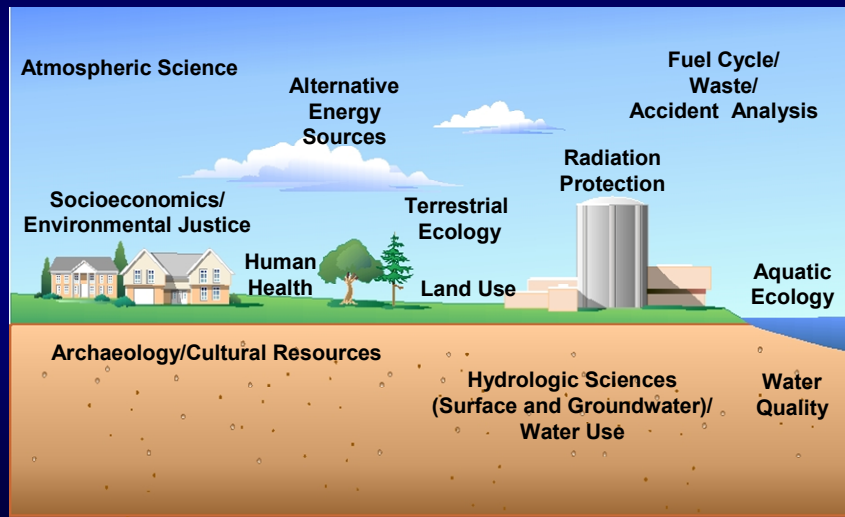 Atmospheric Science
Fuel Cycle/
Waste/
Accident Analysis
Alternative
Energy
Sources
Radiation
Protection
Socioeconomics/
Environmental Justice
Terrestrial
Ecology
Human
Health
Land Use
Aquatic
Ecology
Archaeology/Cultural Resources
Hydrologic Sciences
(Surface and Groundwater)/
Water Use
Water
Quality